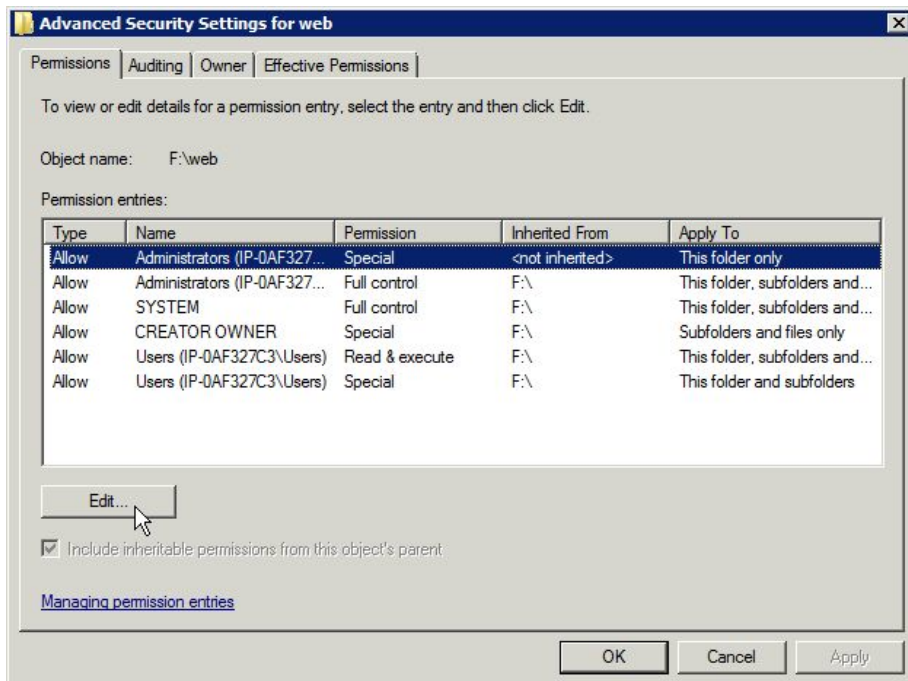 Advanced Security Settings for web
Permissions Auditing Owner Effective Permissions
To view or edit details for a permission entry, select the entry and then click Edit.
Object name: F:\web
Permission entries:
Type Name Permission Inherited From Apply To
Allow Administrators (IP-0AF327... Special <not inherited> This folder only
Allow Administrators (IP-0AF327... Full control F:\ This folder, subfolders and...
Allow SYSTEM Full control F:\ This folder, subfolders and...
Allow CREATOR OWNER Special F:\ Subfolders and files only
Allow Users (IP-0AF327C3\Users) Read & execute F:\ This folder, subfolders and...
Allow Users (IP-0AF327C3\Users) Special F:\ This folder and subfolders
Edit...
Include inheritable permissions from this object's parent
Managing permission entries
OK Cancel Apply